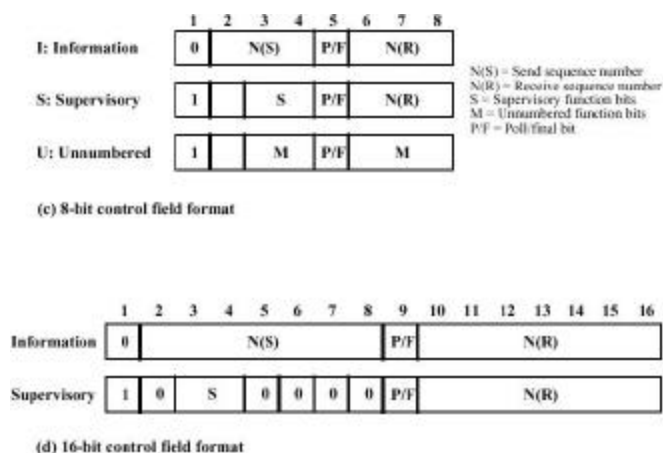 1 2 3 4 5 6 7 8
I: Information 0 N(S) P/F N(R)
S: Supervisory 1 S P/F N(R)
U: Unnumbered 1 M P/F M
N(S) = Send sequence number
N(R) = Receive sequence number
S = Supervisory function bits
M = Unnumbered function bits
P/F = Poll/final bit
(c) 8-bit control field format
1 2 3 4 5 6 7 8 9 10 11 12 13 14 15 16
Information 0 N(S) P/F N(R)
Supervisory 1 0 S 0 0 0 0 P/F N(R)
(d) 16-bit control field format